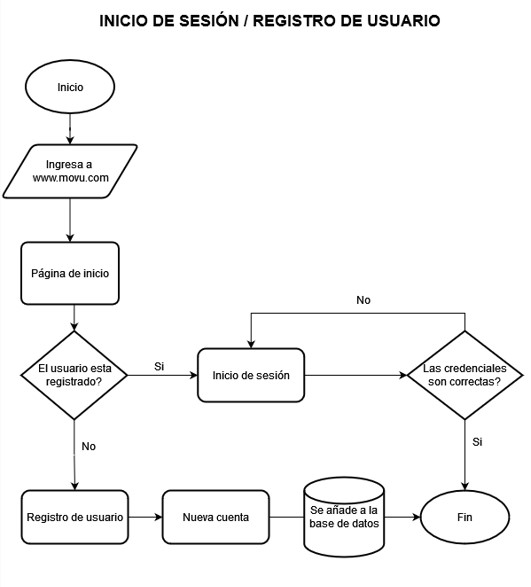 INICIO DE SESIÓN / REGISTRO DE USUARIO
Inicio
Ingresa a
www.movu.com
Página de inicio
No
El usuario esta
registrado?
Si
Inicio de sesión
Las credenciales
son correctas?
No
Si
Registro de usuario
Nueva cuenta
Se añade a la
base de datos
Fin